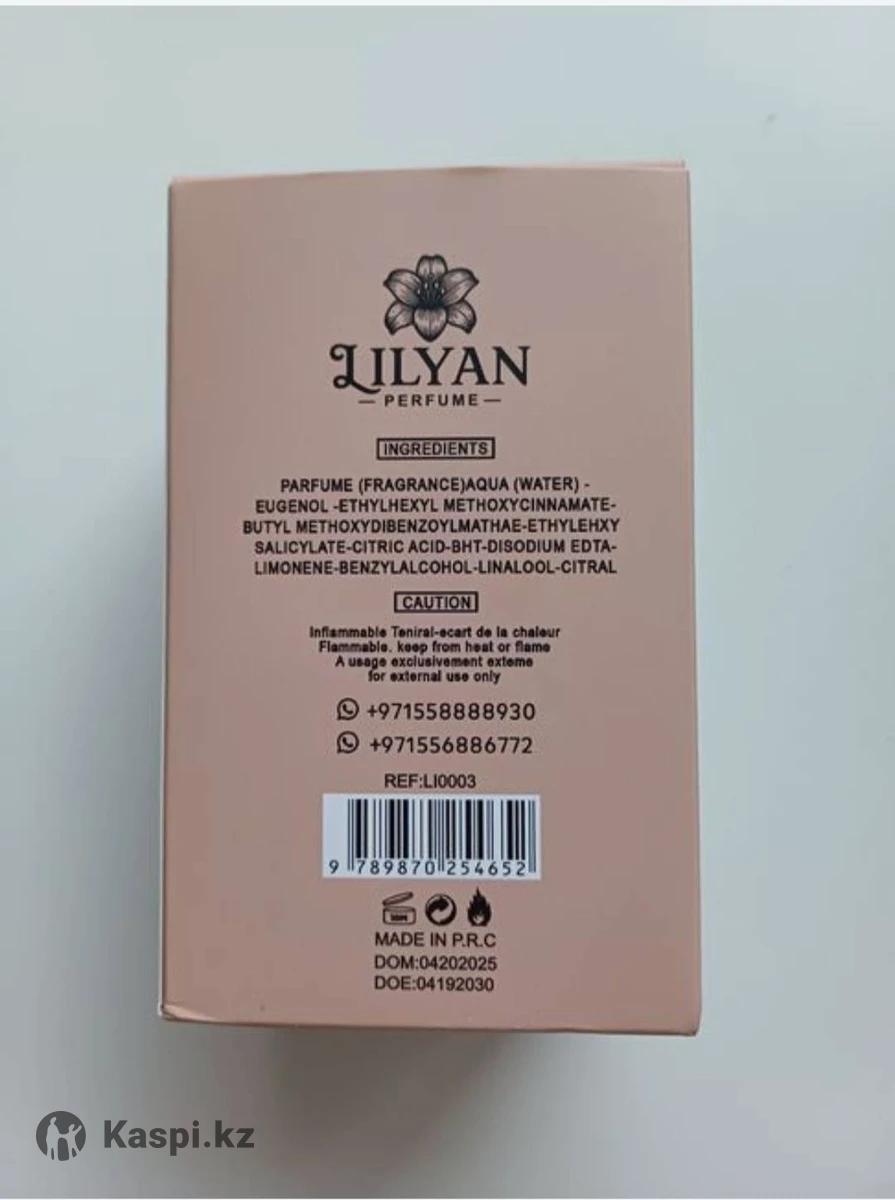 LILYAN
— PERFUME —
INGREDIENTS
PARFUME (FRAGRANCE)AQUA (WATER) -
EUGENOL -ETHYLHEXYL METHOXYCINNAMATE-
BUTYL METHOXYDIBENZOYLMATHAE-ETHYLEHXY
SALICYLATE-CITRIC ACID-BHT-DISODIUM EDTA-
LIMONENE-BENZYLALCOHOL-LINALOOL-CITRAL
CAUTION
Inflammable Teniral-ecart de la chaleur
Flammable. keep from heat or flame
A usage exclusivement exteme
for external use only
+971558888930
+971556886772
REF:LI0003
9 789870 254652
MADE IN P.R.C
DOM:04202025
DOE:04192030
Kaspi.kz